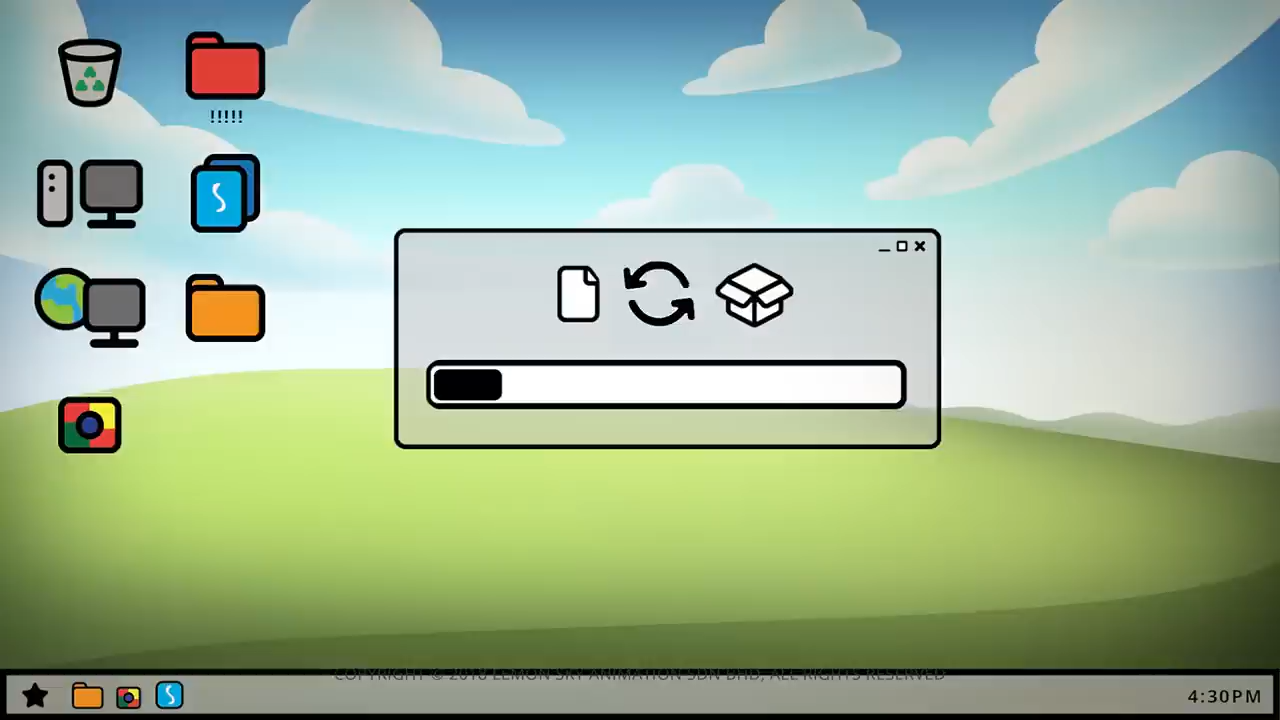 !!!!!
COPYRIGHT © 2018 LEMON SKY ANIMATION SDN BHD, ALL RIGHTS RESERVED
4:30PM